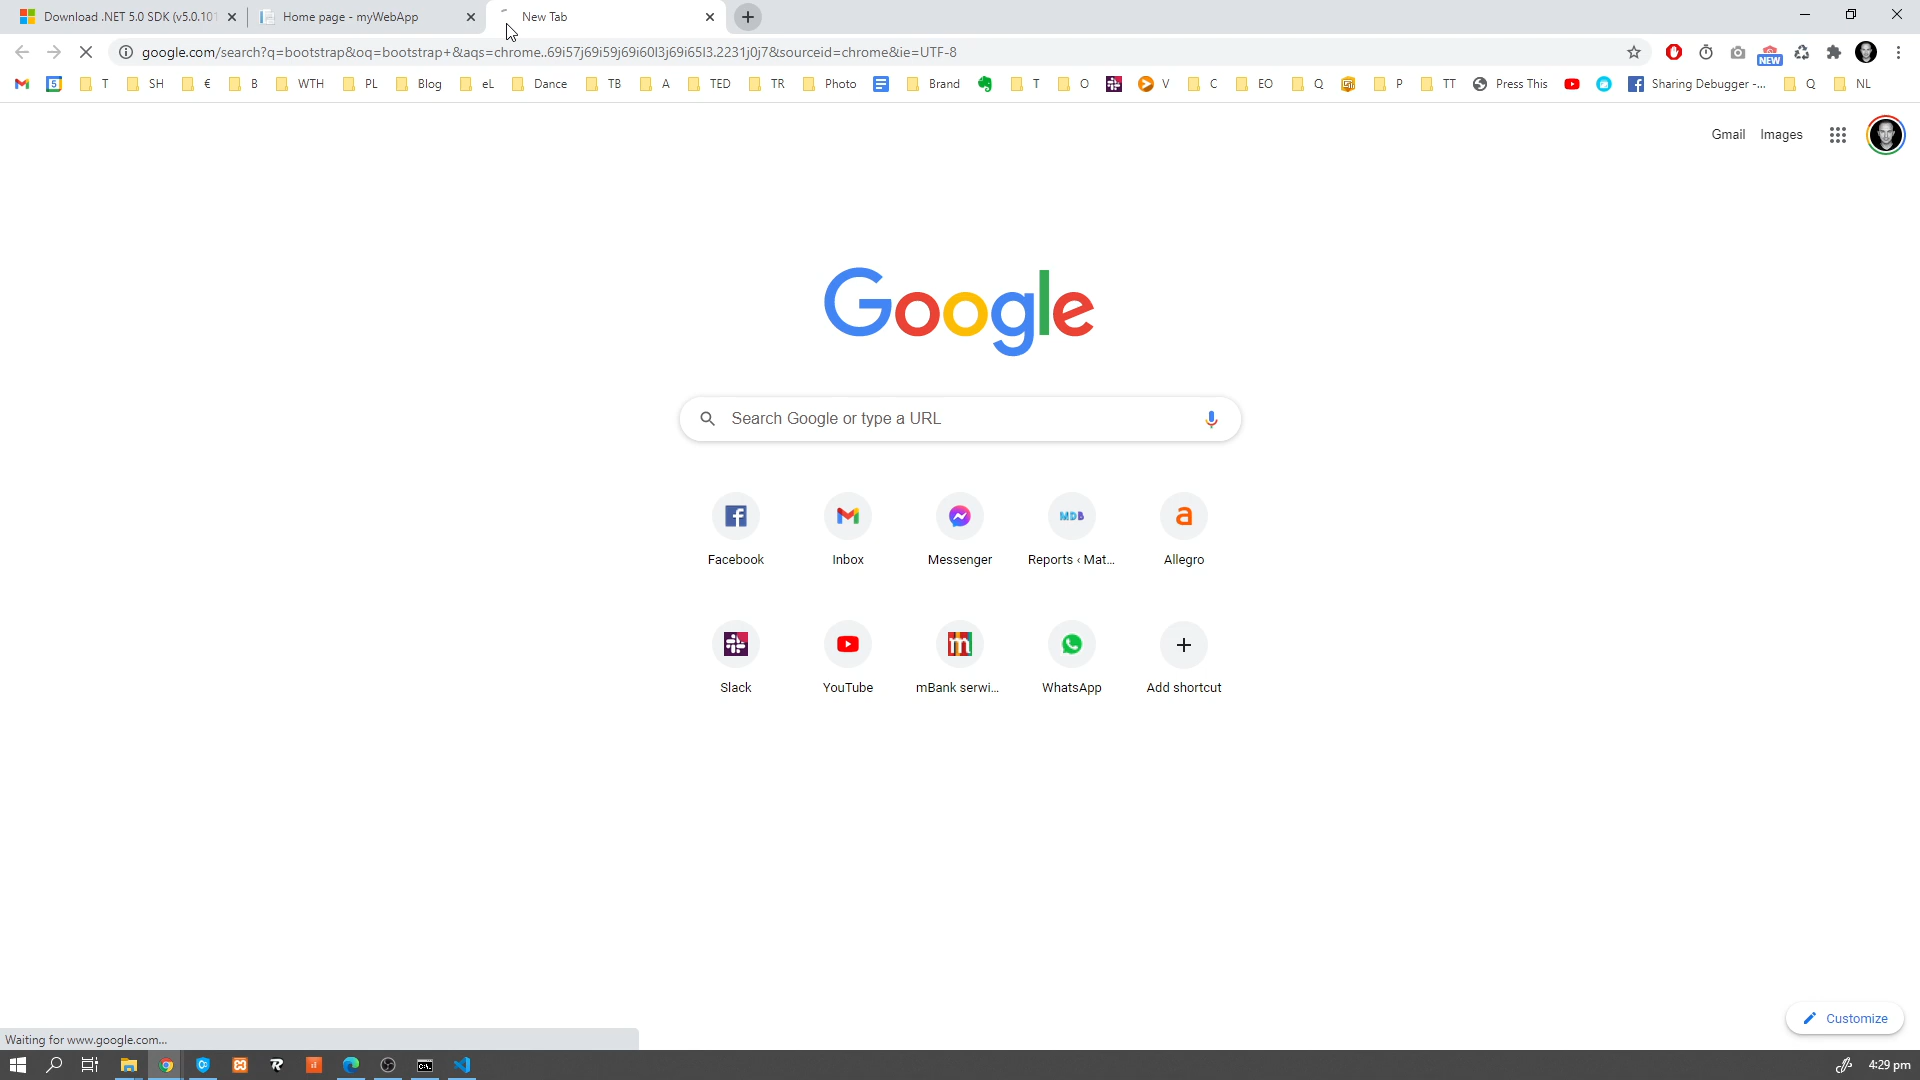 Download .NET 5.0 SDK (v5.0.101
Home page - myWebApp
New Tab
google.com/search?q=bootstrap&oq=bootstrap+&aqs=chrome..69i57j69i59j69i60l3j69i65l3.2231j0j7&sourceid=chrome&ie=UTF-8
NEW
5 T SH € B WTH PL Blog eL Dance TB A TED TR Photo Brand T O V C EO Q P TT Press This Sharing Debugger -... Q NL
Gmail Images
Google
Search Google or type a URL
MDB
Facebook Inbox Messenger Reports ‹ Mat... Allegro
Slack YouTube mBank serwi... WhatsApp Add shortcut
Customize
Waiting for www.google.com...
4:29 pm